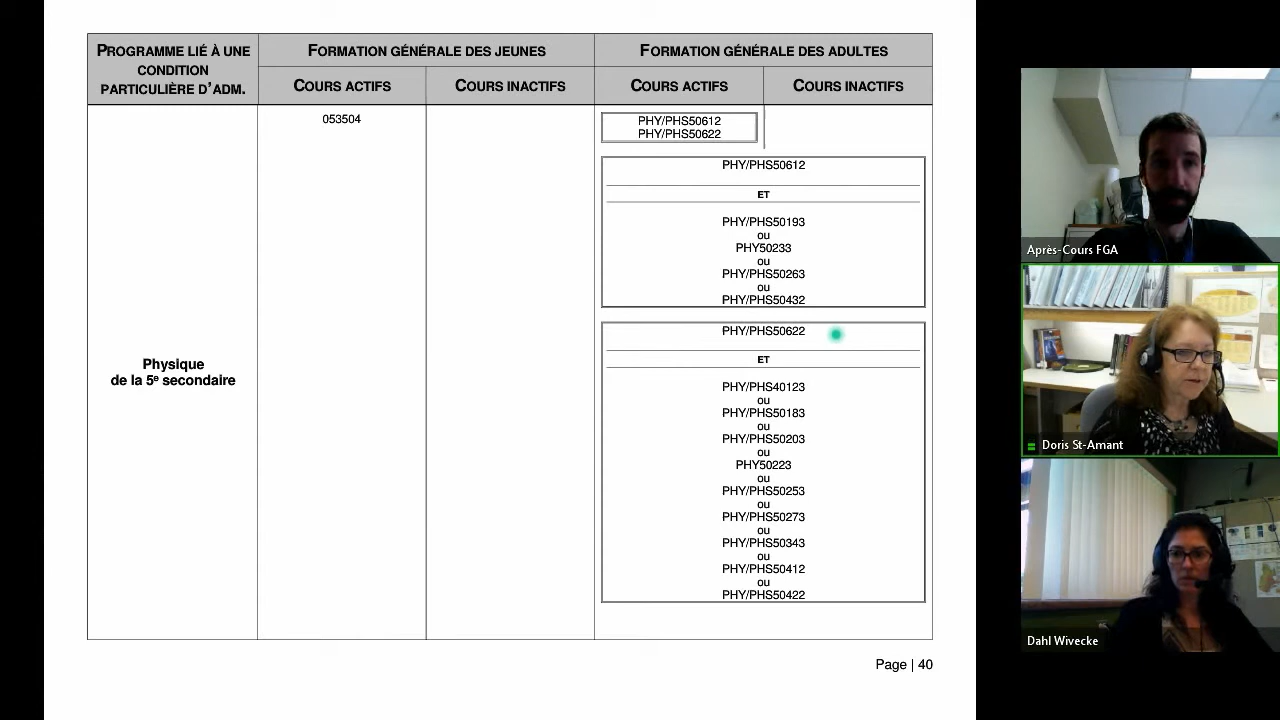 PROGRAMME LIÉ À UNE
CONDITION
PARTICULIÈRE D'ADM.
FORMATION GÉNÉRALE DES JEUNES
FORMATION GÉNÉRALE DES ADULTES
COURS ACTIFS
COURS INACTIFS
COURS ACTIFS
COURS INACTIFS
Physique
de la 5e secondaire
053504
PHY/PHS50612
PHY/PHS50622
PHY/PHS50612
ET
PHY/PHS50193
ou
PHY50233
ou
PHY/PHS50263
ou
PHY/PHS50432
PHY/PHS50622
ET
PHY/PHS40123
ou
PHY/PHS50183
ou
PHY/PHS50203
ou
PHY50223
ou
PHY/PHS50253
ou
PHY/PHS50273
ou
PHY/PHS50343
ou
PHY/PHS50412
ou
PHY/PHS50422
Page | 40
Après-Cours FGA
Doris St-Amant
Dahl Wivecke